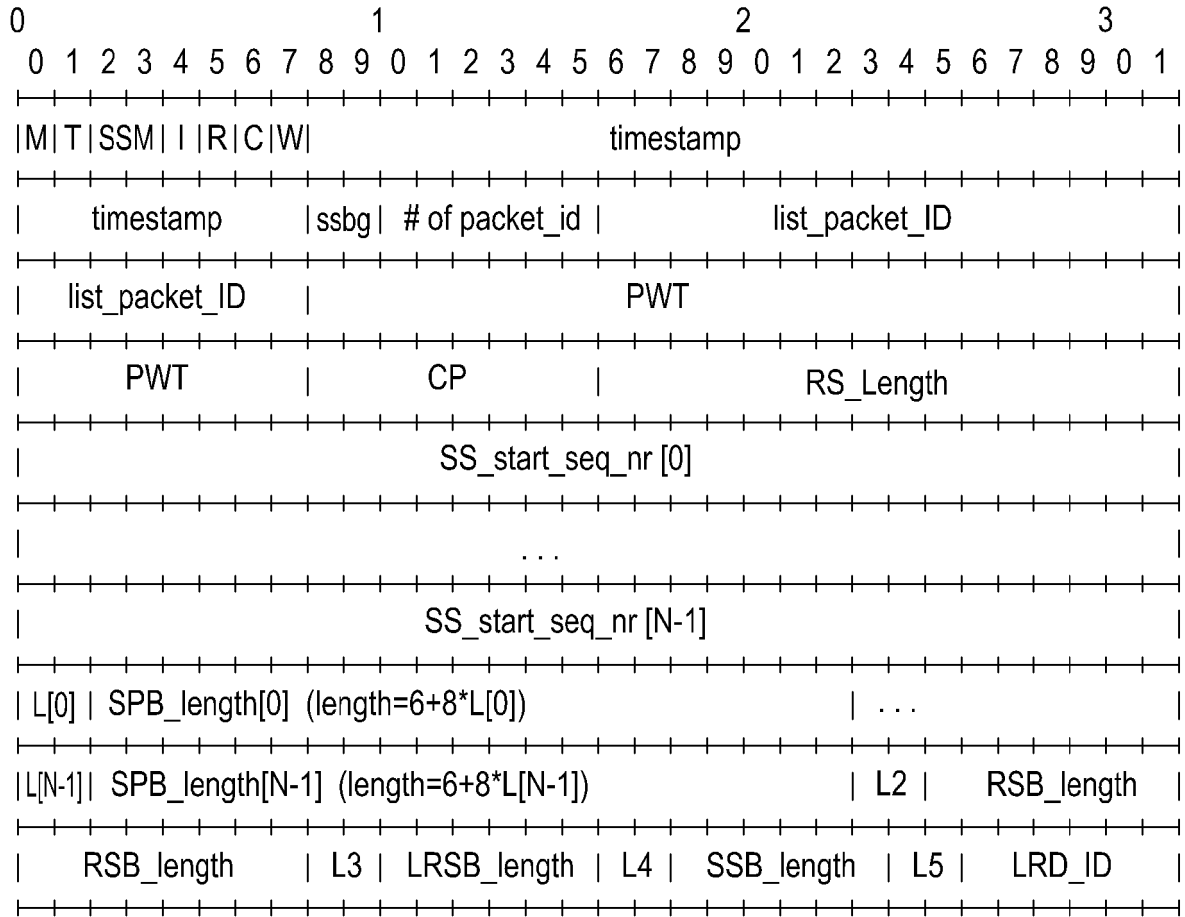 0 1 2 3
0 1 2 3 4 5 6 7 8 9 0 1 2 3 4 5 6 7 8 9 0 1 2 3 4 5 6 7 8 9 0 1
|M|T|SSM|I|R|C|W| timestamp |
| timestamp |ssbg| # of packet_id | list_packet_ID |
| list_packet_ID | PWT |
| PWT | CP | RS_Length |
| SS_start_seq_nr [0] |
| ... |
| SS_start_seq_nr [N-1] |
| L[0] | SPB_length[0] (length=6+8*L[0]) | ... |
|L[N-1]| SPB_length[N-1] (length=6+8*L[N-1]) | L2 | RSB_length |
| RSB_length | L3 | LRSB_length | L4 | SSB_length | L5 | LRD_ID |